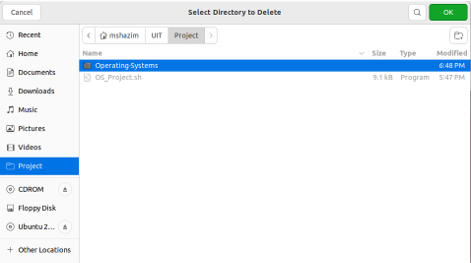 Cancel Select Directory to Delete OK
Recent
Home
Documents
Downloads
Music
Pictures
Videos
Project
CDROM
Floppy Disk
Ubuntu 2...
Other Locations
mshazim UIT Project
Name Size Type Modified
Operating-Systems 6:48 PM
OS_Project.sh 9.1 kB Program 5:47 PM